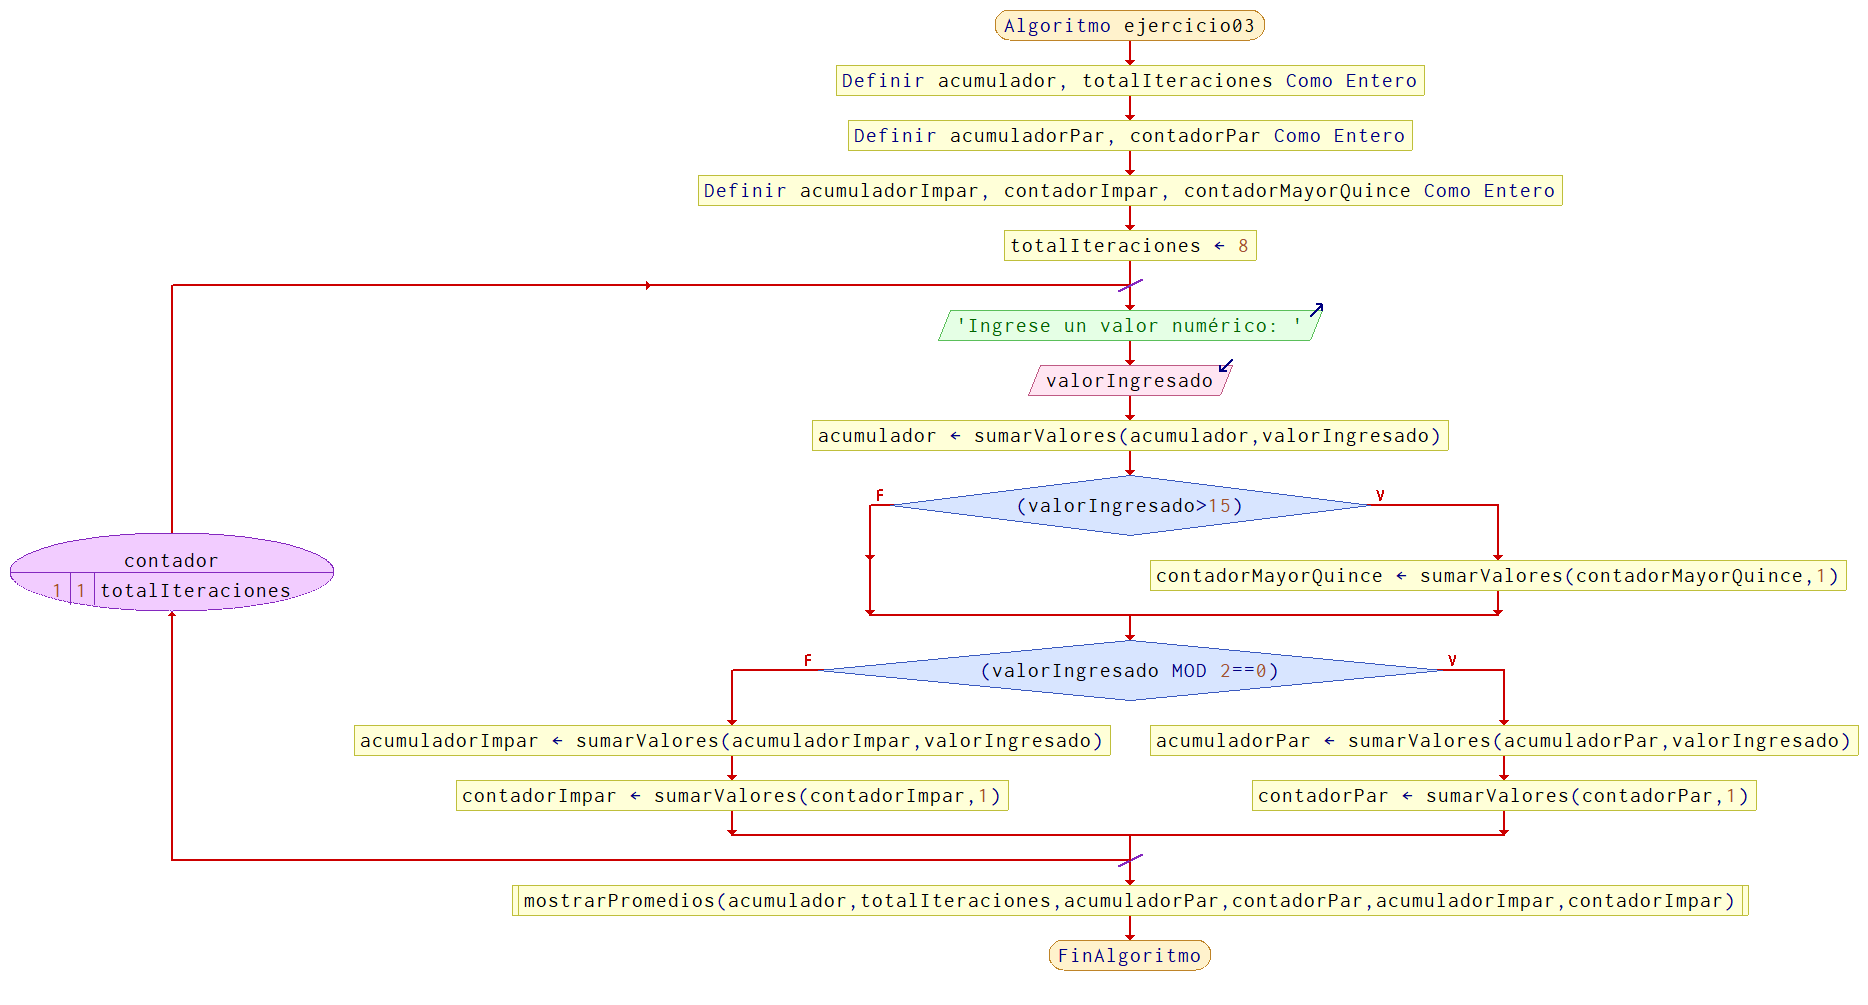 Algoritmo ejercicio03
Definir acumulador, totalIteraciones Como Entero
Definir acumuladorPar, contadorPar Como Entero
Definir acumuladorImpar, contadorImpar, contadorMayorQuince Como Entero
totalIteraciones ← 8
'Ingrese un valor numérico: '
valorIngresado
acumulador ← sumarValores(acumulador,valorIngresado)
F
(valorIngresado>15)
V
contador
1 1 totalIteraciones
contadorMayorQuince ← sumarValores(contadorMayorQuince,1)
F
(valorIngresado MOD 2==0)
V
acumuladorImpar ← sumarValores(acumuladorImpar,valorIngresado)
acumuladorPar ← sumarValores(acumuladorPar,valorIngresado)
contadorImpar ← sumarValores(contadorImpar,1)
contadorPar ← sumarValores(contadorPar,1)
mostrarPromedios(acumulador,totalIteraciones,acumuladorPar,contadorPar,acumuladorImpar,contadorImpar)
FinAlgoritmo